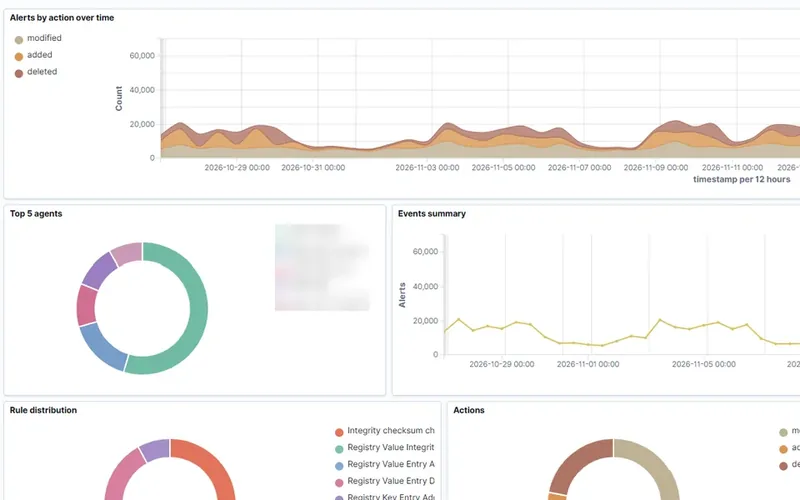 Alerts by action over time
modified
added
deleted
60,000
40,000
20,000
0
Count
2026-10-29 00:00
2026-10-31 00:00
2026-11-03 00:00
2026-11-05 00:00
2026-11-07 00:00
2026-11-09 00:00
2026-11-11 00:00
2026-
timestamp per 12 hours
Top 5 agents
Events summary
60,000
40,000
20,000
0
Alerts
2026-10-29 00:00
2026-11-01 00:00
2026-11-05 00:00
202
Rule distribution
Integrity checksum ch
Registry Value Integrit
Registry Value Entry A
Registry Value Entry D
Registry Key Entry Ad
Actions
m
ad
de